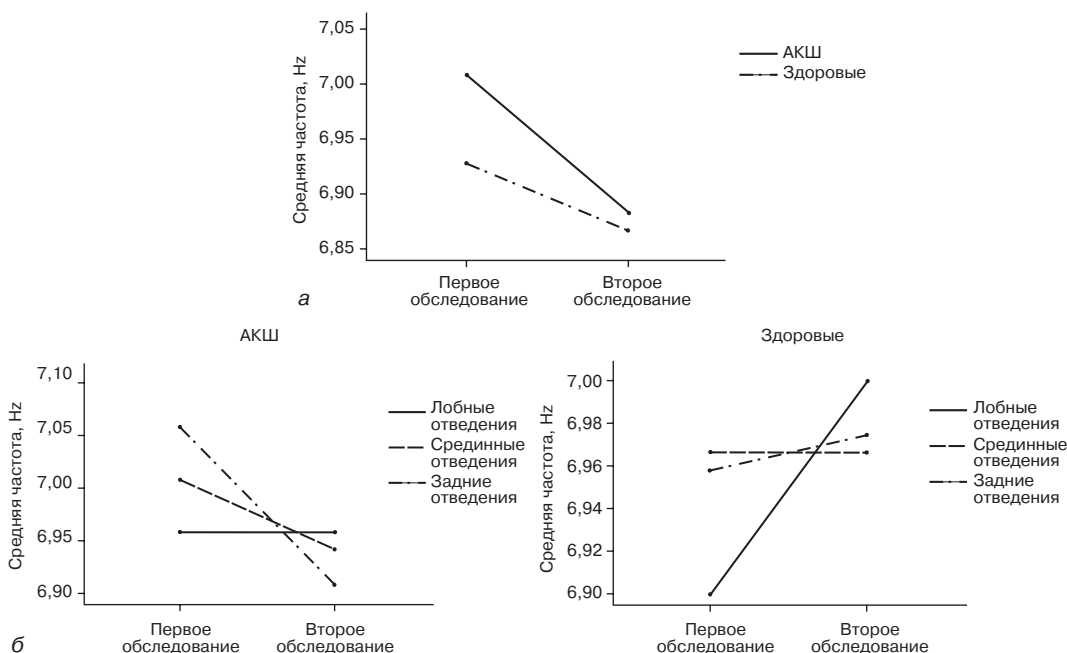 7,05
7,00
6,95
6,90
6,85
Средняя частота, Hz
АКШ
Здоровые
Первое
обследование
Второе
обследование
а
АКШ
7,10
7,05
7,00
6,95
6,90
Средняя частота, Hz
Лобные
отведения
Срединные
отведения
Задние
отведения
Первое
обследование
Второе
обследование
б
Здоровые
7,00
6,98
6,96
6,94
6,92
6,90
Средняя частота, Hz
Лобные
отведения
Срединные
отведения
Задние
отведения
Первое
обследование
Второе
обследование